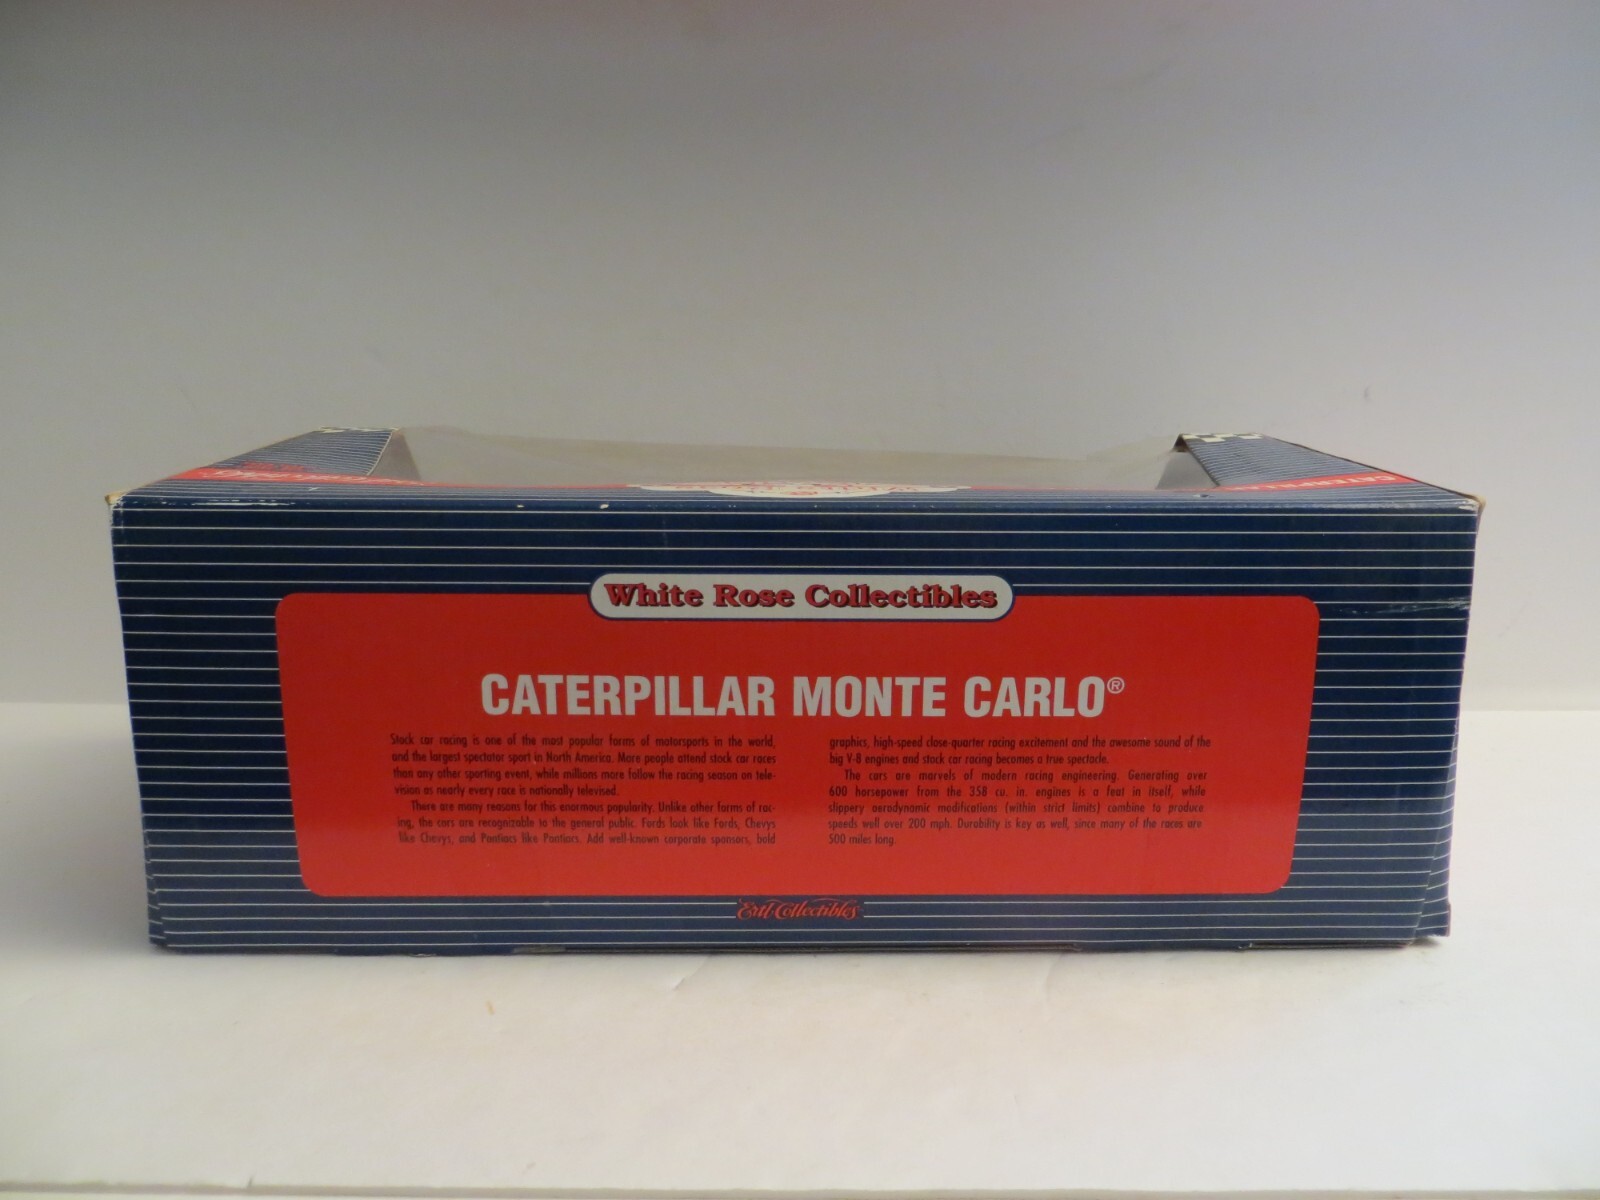 CATERPILLAR
White Rose Collectibles
CATERPILLAR MONTE CARLO®
Stock car racing is one of the most popular forms of motorsports in the world,
and the largest spectator sport in North America. More people attend stock car races
than any other sporting event, while millions more follow the racing season on tele-
vision as nearly every race is nationally televised.
There are many reasons for this enormous popularity. Unlike other forms of rac-
ing, the cars are recognizable to the general public. Fords look like Fords, Chevys
like Chevys, and Pontiacs like Pontiacs. Add well-known corporate sponsors, bold
graphics, high-speed close-quarter racing excitement and the awesome sound of the
big V-8 engines and stock car racing becomes a true spectacle.
The cars are marvels of modern racing engineering. Generating over
600 horsepower from the 358 cu. in. engines is a feat in itself, while
slippery aerodynamic modifications (within strict limits) combine to produce
speeds well over 200 mph. Durability is key as well, since many of the races are
500 miles long.
Ertl Collectibles